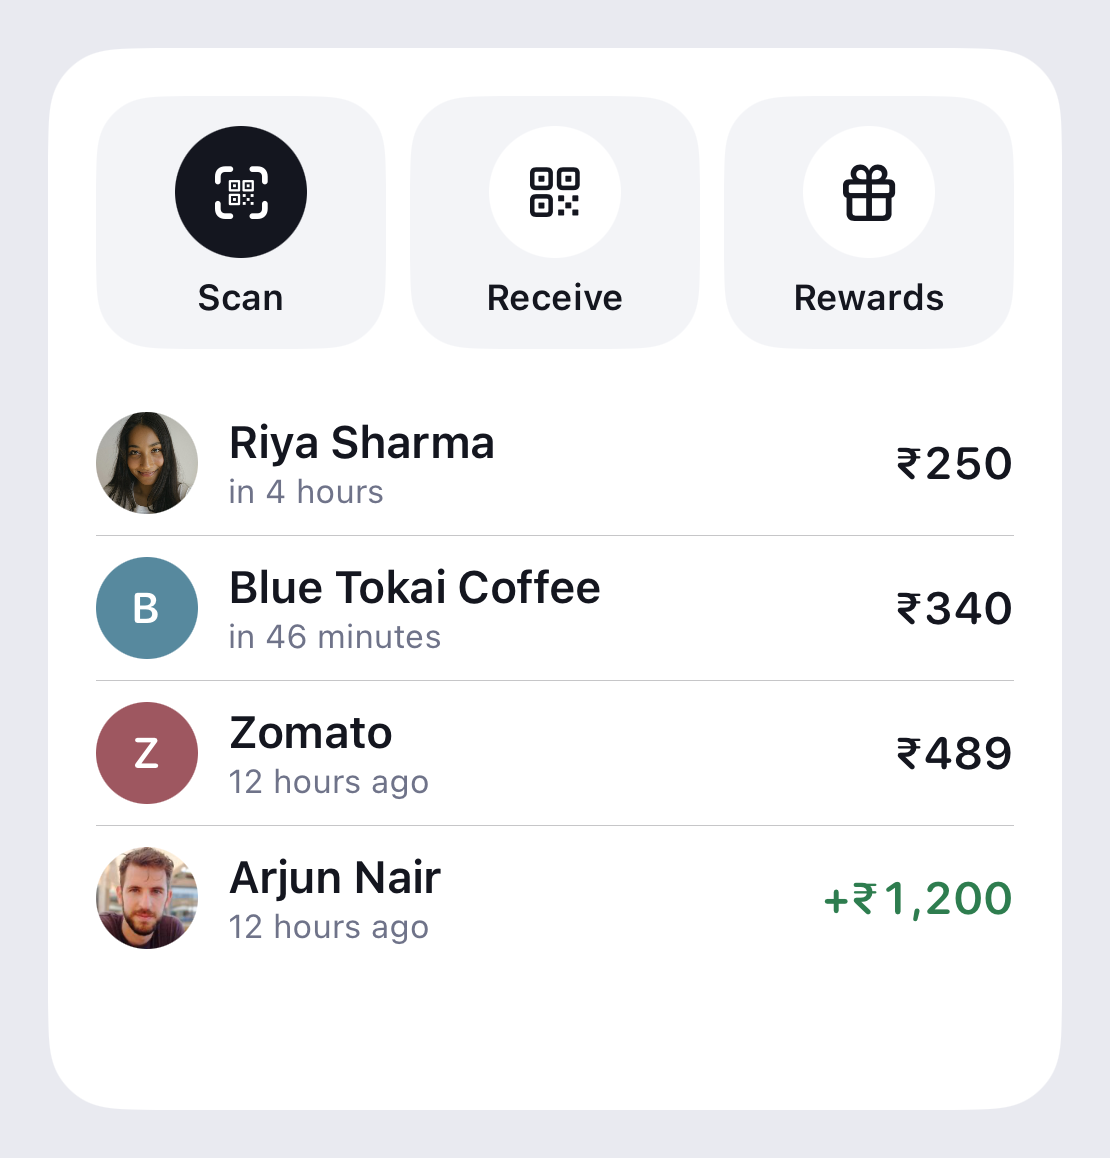 Scan
Receive
Rewards
Riya Sharma
in 4 hours
₹250
B
Blue Tokai Coffee
in 46 minutes
₹340
Z
Zomato
12 hours ago
₹489
Arjun Nair
12 hours ago
+₹1,200